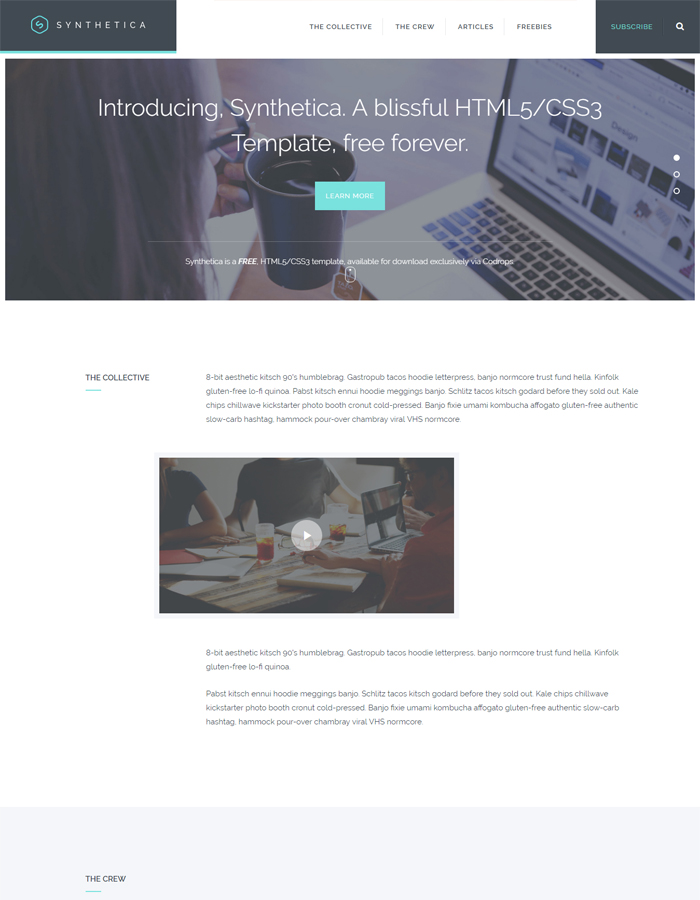 SYNTHETICA
THE COLLECTIVE
THE CREW
ARTICLES
FREEBIES
SUBSCRIBE
Introducing, Synthetica. A blissful HTML5/CSS3
Template, free forever.
LEARN MORE
Synthetica is a FREE, HTML5/CSS3 template, available for download exclusively via Codrops.
Design
THE COLLECTIVE
8-bit aesthetic kitsch 90's humblebrag. Gastropub tacos hoodie letterpress, banjo normcore trust fund hella. Kinfolk
gluten-free lo-fi quinoa. Pabst kitsch ennui hoodie meggings banjo. Schlitz tacos kitsch godard before they sold out. Kale
chips chillwave kickstarter photo booth cronut cold-pressed. Banjo fixie umami kombucha affogato gluten-free authentic
slow-carb hashtag, hammock pour-over chambray viral VHS normcore.
8-bit aesthetic kitsch 90's humblebrag. Gastropub tacos hoodie letterpress, banjo normcore trust fund hella. Kinfolk
gluten-free lo-fi quinoa.
Pabst kitsch ennui hoodie meggings banjo. Schlitz tacos kitsch godard before they sold out. Kale chips chillwave
kickstarter photo booth cronut cold-pressed. Banjo fixie umami kombucha affogato gluten-free authentic slow-carb
hashtag, hammock pour-over chambray viral VHS normcore.
THE CREW